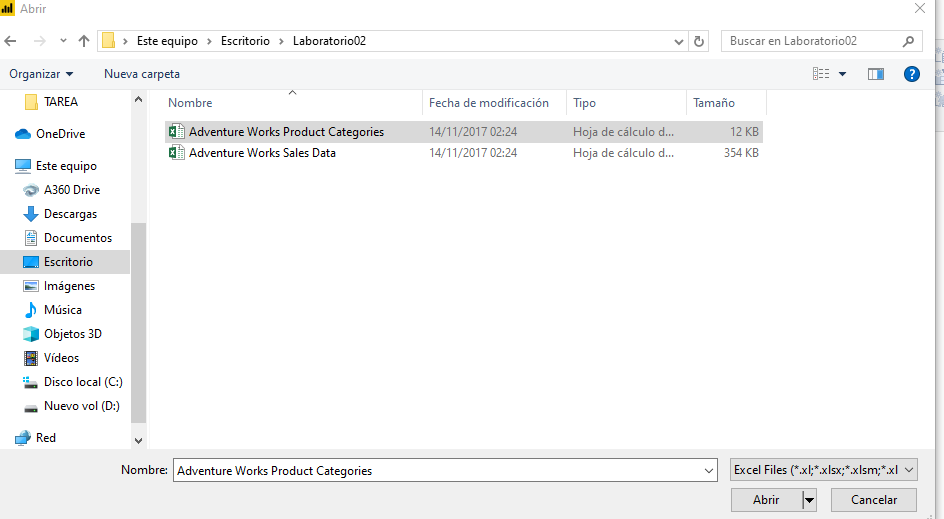 Abrir
Este equipo > Escritorio > Laboratorio02
Buscar en Laboratorio02
Organizar Nueva carpeta
?
Nombre Fecha de modificación Tipo Tamaño
Adventure Works Product Categories 14/11/2017 02:24 Hoja de cálculo d... 12 KB
Adventure Works Sales Data 14/11/2017 02:24 Hoja de cálculo d... 354 KB
TAREA
OneDrive
Este equipo
A360 Drive
Descargas
Documentos
Escritorio
Imágenes
Música
Objetos 3D
Vídeos
Disco local (C:)
Nuevo vol (D:)
Red
Nombre: Adventure Works Product Categories Excel Files (*.xl;*.xlsx;*.xlsm;*.xl
Abrir Cancelar